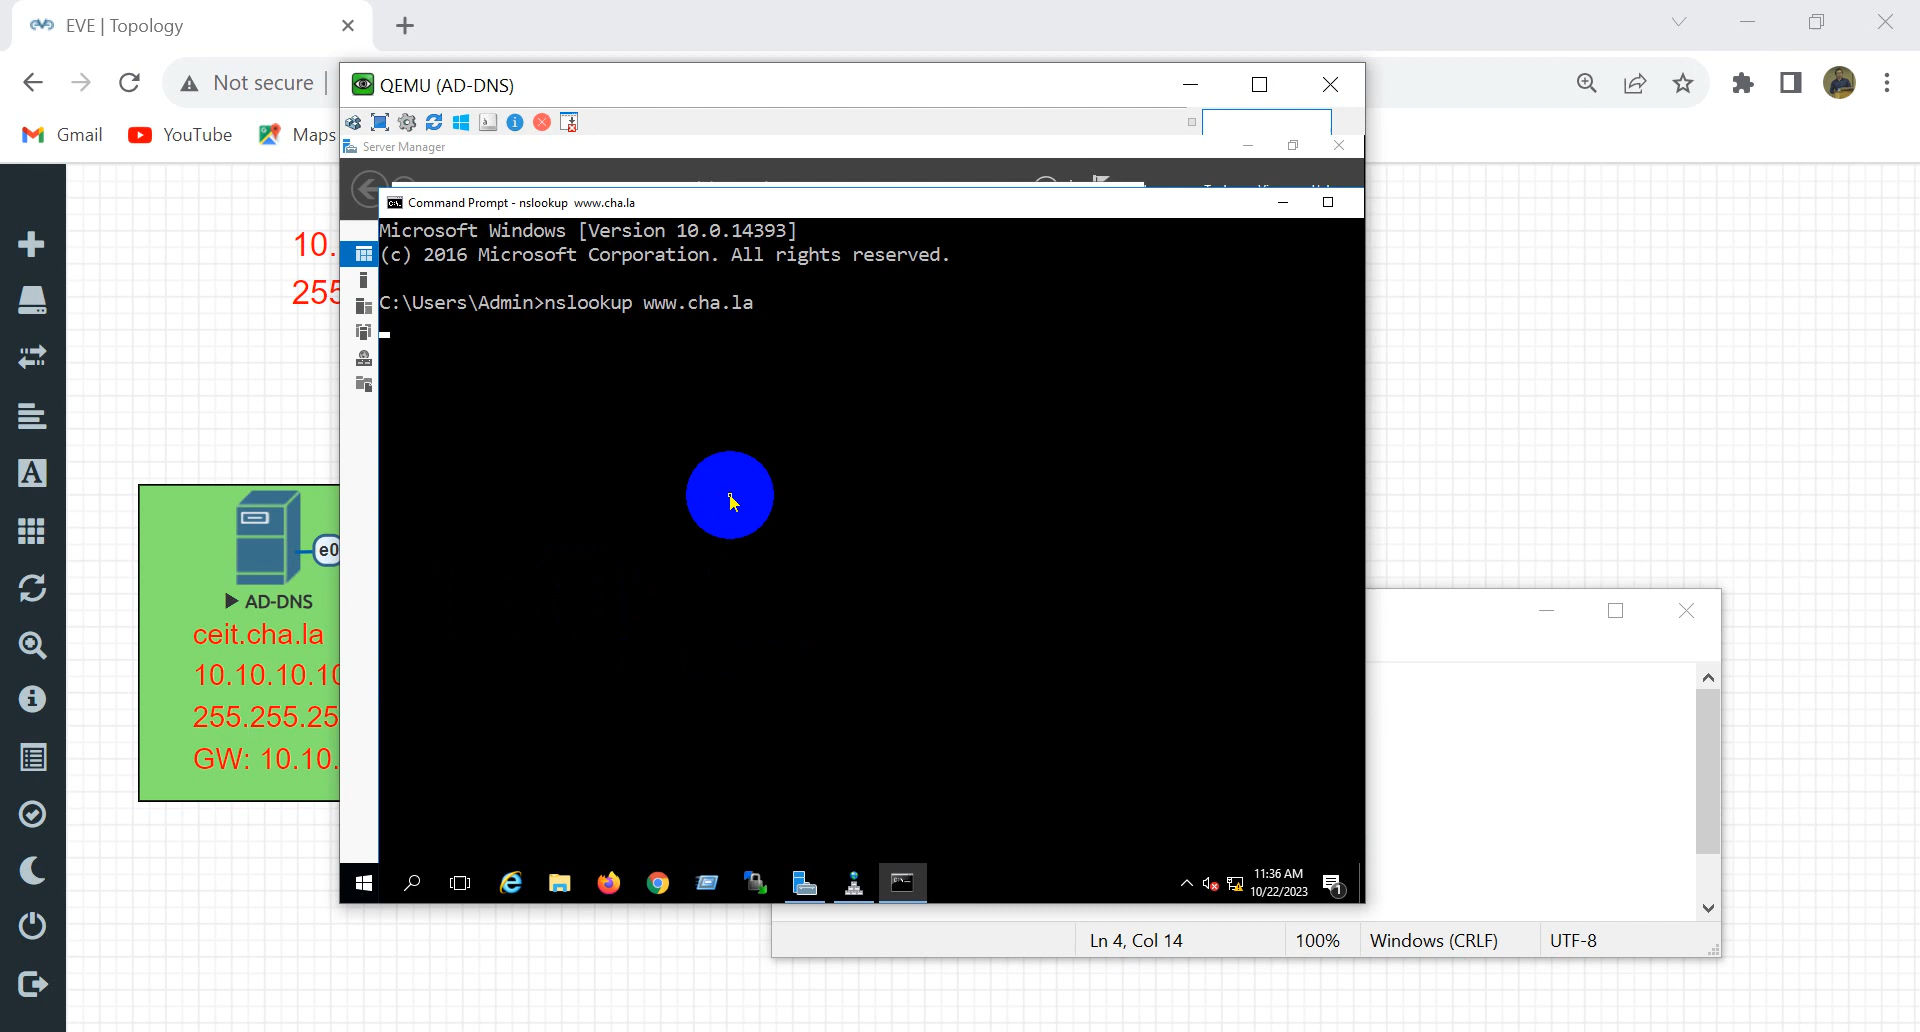 EVE | Topology
Not secure
Gmail
YouTube
Maps
QEMU (AD-DNS)
Server Manager
Command Prompt - nslookup www.cha.la
Microsoft Windows [Version 10.0.14393]
(c) 2016 Microsoft Corporation. All rights reserved.
C:\Users\Admin>nslookup www.cha.la
10.
255
e0
AD-DNS
ceit.cha.la
10.10.10.10
255.255.25
GW: 10.10.
11:36 AM
10/22/2023
1
Ln 4, Col 14
100%
Windows (CRLF)
UTF-8